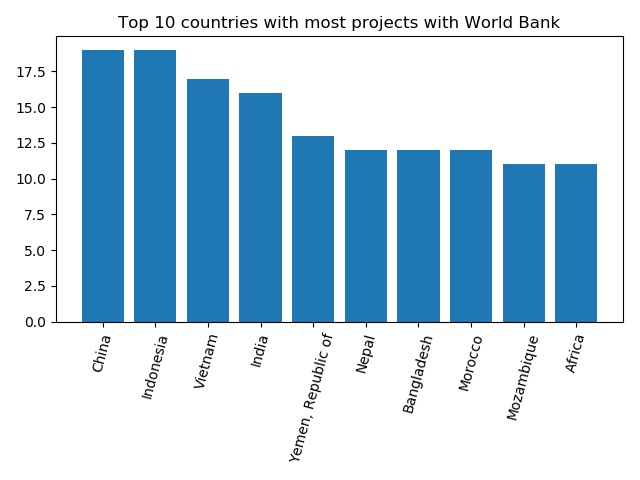 Top 10 countries with most projects with World Bank
17.5
15.0
12.5
10.0
7.5
5.0
2.5
0.0
China
Indonesia
Vietnam
India
Yemen, Republic of
Nepal
Bangladesh
Morocco
Mozambique
Africa